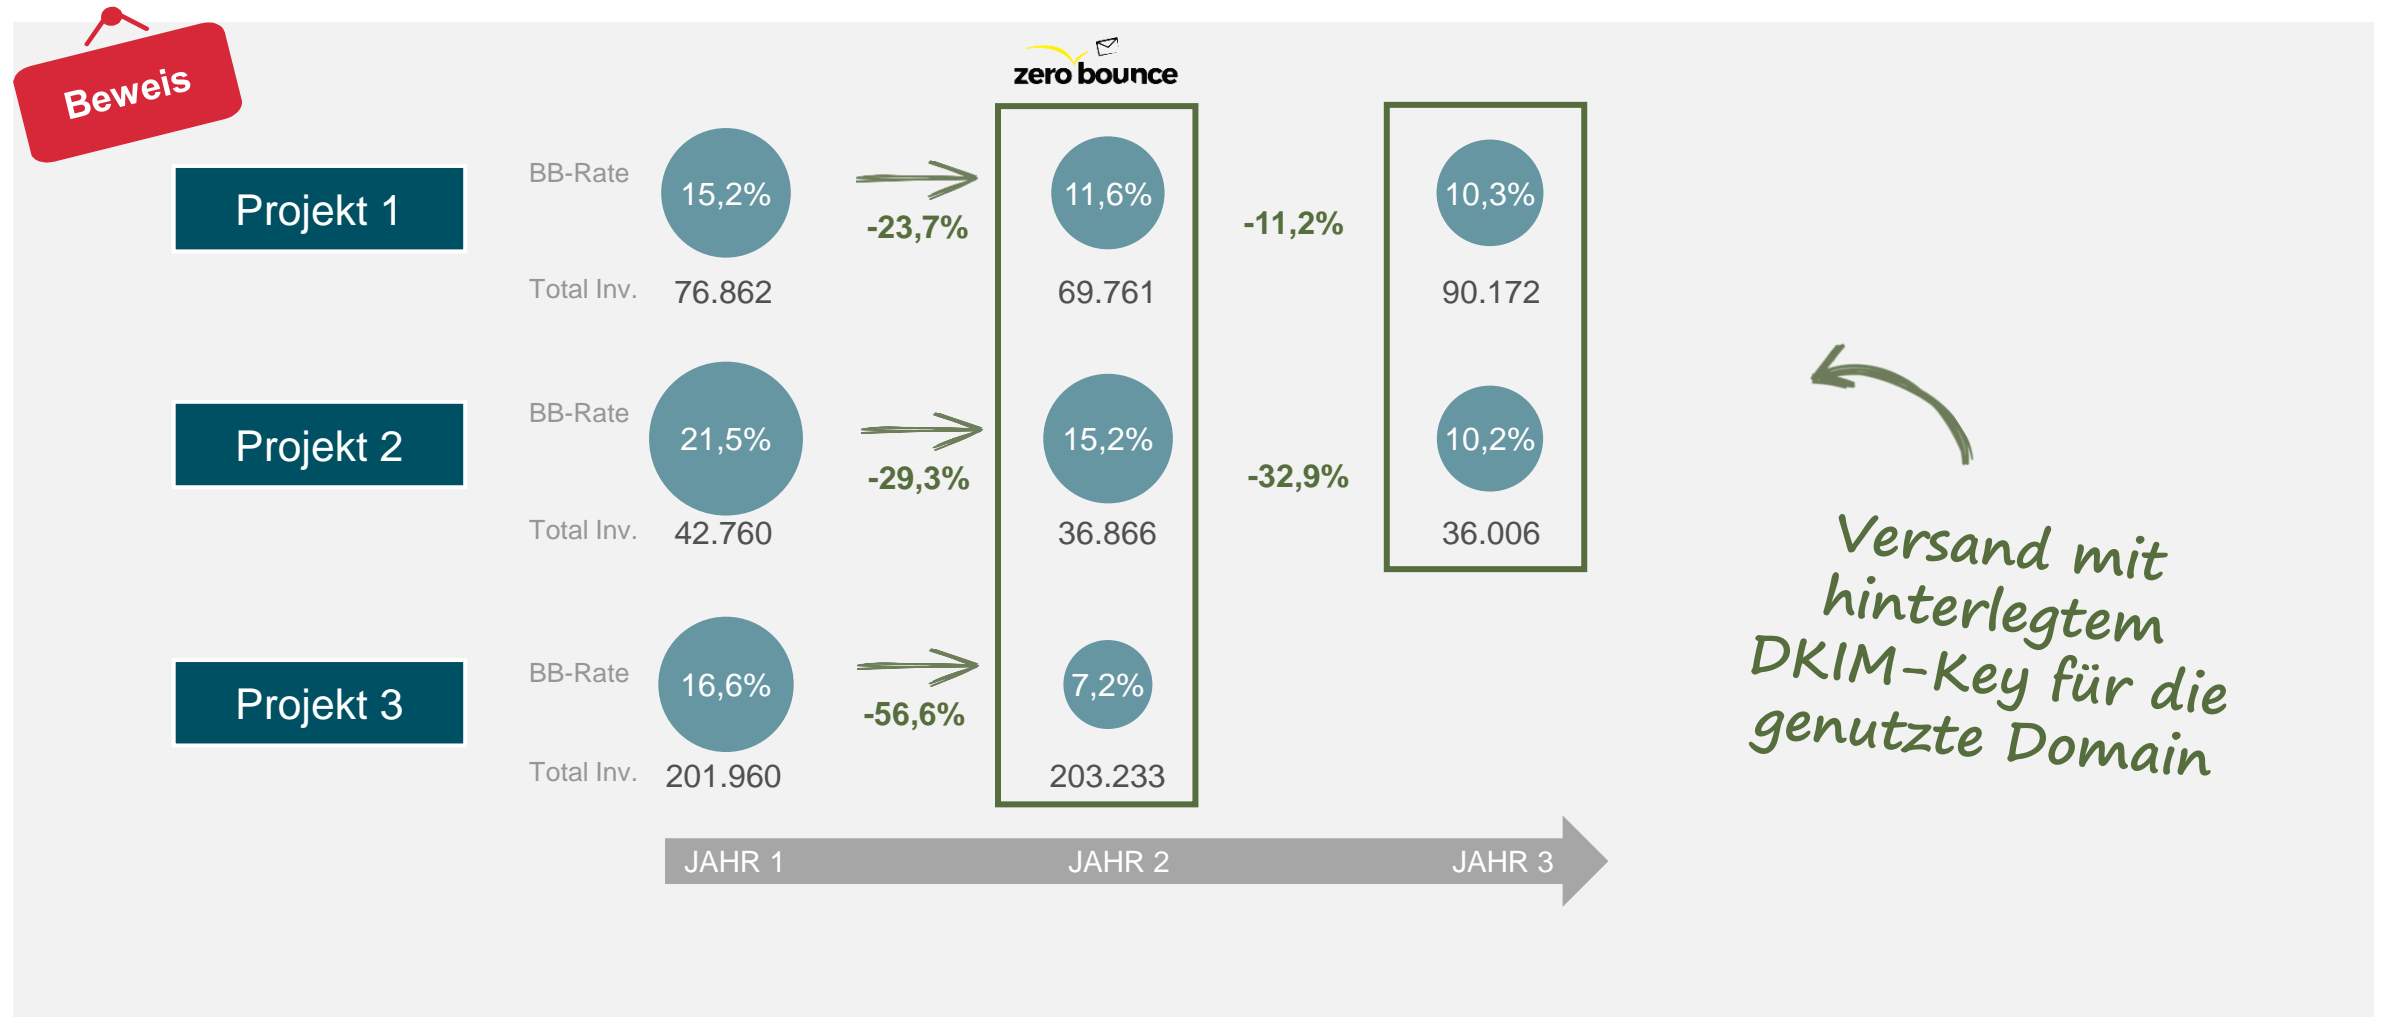 Beweis
zero bounce
Projekt 1
BB-Rate
15,2%
-23,7%
11,6%
-11,2%
10,3%
Total Inv.
76.862
69.761
90.172
Projekt 2
BB-Rate
21,5%
-29,3%
15,2%
-32,9%
10,2%
Total Inv.
42.760
36.866
36.006
Projekt 3
BB-Rate
16,6%
-56,6%
7,2%
Total Inv.
201.960
203.233
JAHR 1
JAHR 2
JAHR 3
Versand mit
hinterlegtem
DKIM-Key für die
genutzte Domain